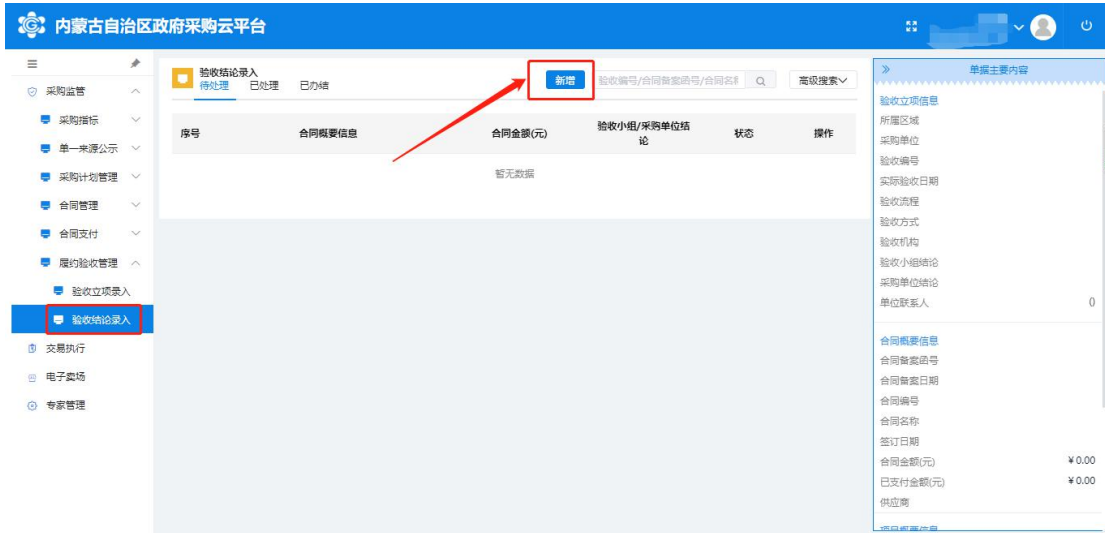 内蒙古自治区政府采购云平台
采购监管
采购指标
单一来源公示
采购计划管理
合同管理
合同支付
履约验收管理
验收立项录入
验收结论录入
交易执行
电子卖场
专家管理
验收结论录入
待处理 已处理 已办结
新增 验收编号/合同备案函号/合同名称 高级搜索
序号 合同概要信息 合同金额(元) 验收小组/采购单位结论 状态 操作
暂无数据
单据主要内容
验收立项信息
所属区域
采购单位
验收编号
实际验收日期
验收流程
验收方式
验收机构
验收小组结论
采购单位结论
单位联系人 ()
合同概要信息
合同备案函号
合同备案日期
合同编号
合同名称
签订日期
合同金额(元) ¥0.00
已支付金额(元) ¥0.00
供应商
项目概要信息